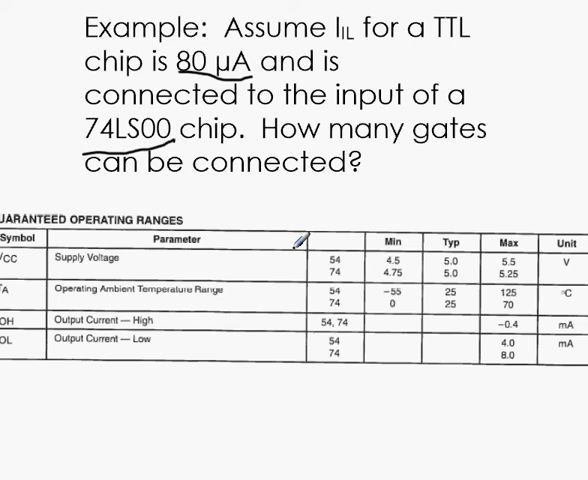 Example: Assume IIL for a TTL
chip is 80 µA and is
connected to the input of a
74LS00 chip. How many gates
can be connected?
UARANTEED OPERATING RANGES
Symbol Parameter Min Typ Max Unit
VCC Supply Voltage 54 4.5 5.0 5.5 V
74 4.75 5.0 5.25
TA Operating Ambient Temperature Range 54 −55 25 125 °C
74 0 25 70
OH Output Current — High 54, 74 −0.4 mA
OL Output Current — Low 54 4.0 mA
74 8.0